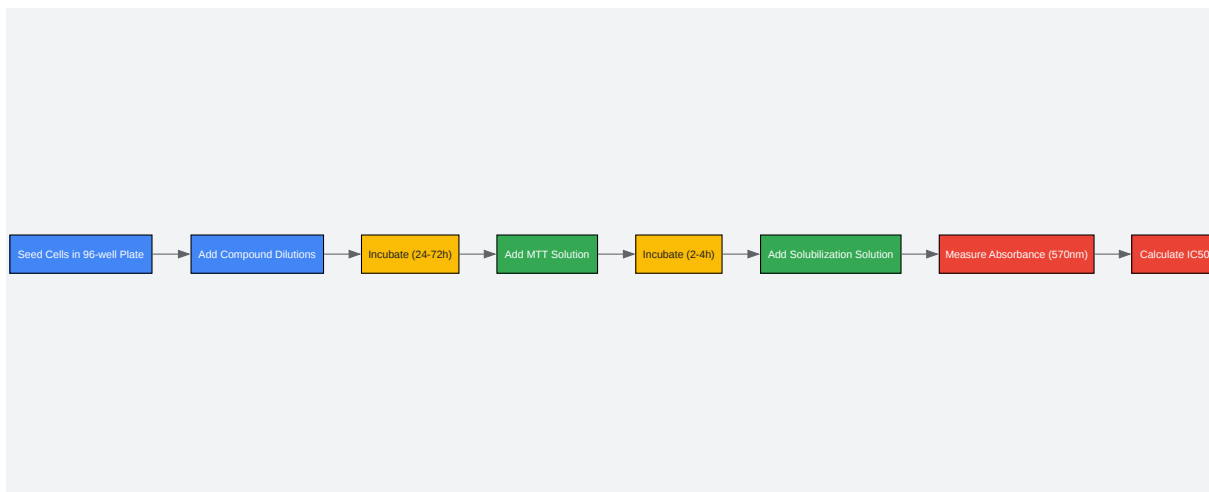 Seed Cells in 96-well Plate
Add Compound Dilutions
Incubate (24-72h)
Add MTT Solution
Incubate (2-4h)
Add Solubilization Solution
Measure Absorbance (570nm)
Calculate IC50